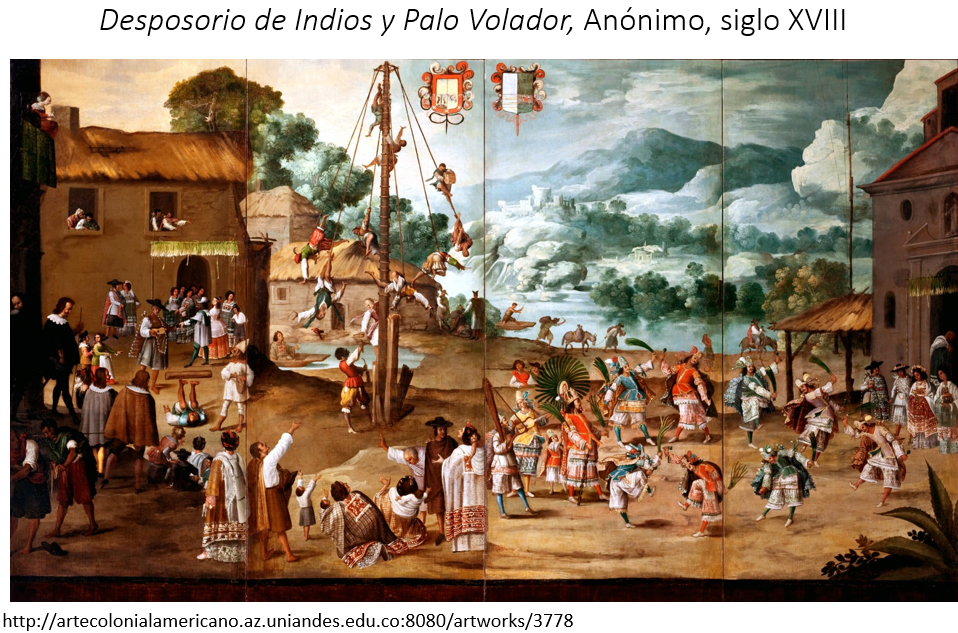 Desposorio de Indios y Palo Volador, Anónimo, siglo XVIII
http://artecolonialamericano.az.uniandes.edu.co:8080/artworks/3778